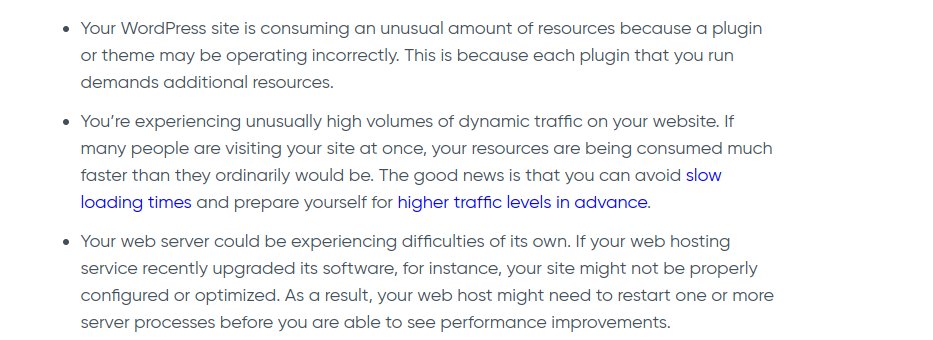 Your WordPress site is consuming an unusual amount of resources because a plugin
or theme may be operating incorrectly. This is because each plugin that you run
demands additional resources.
You’re experiencing unusually high volumes of dynamic traffic on your website. If
many people are visiting your site at once, your resources are being consumed much
faster than they ordinarily would be. The good news is that you can avoid slow
loading times and prepare yourself for higher traffic levels in advance.
Your web server could be experiencing difficulties of its own. If your web hosting
service recently upgraded its software, for instance, your site might not be properly
configured or optimized. As a result, your web host might need to restart one or more
server processes before you are able to see performance improvements.